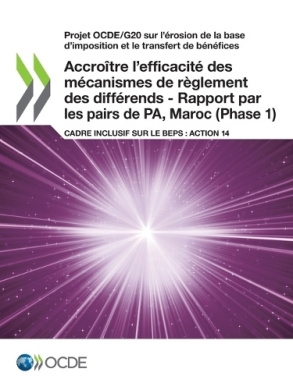 Projet OCDE/G20 sur l'érosion de la base
d'imposition et le transfert de bénéfices
Accroître l'efficacité des
mécanismes de règlement
des différends - Rapport par
les pairs de PA, Maroc (Phase 1)
CADRE INCLUSIF SUR LE BEPS : ACTION 14
OCDE